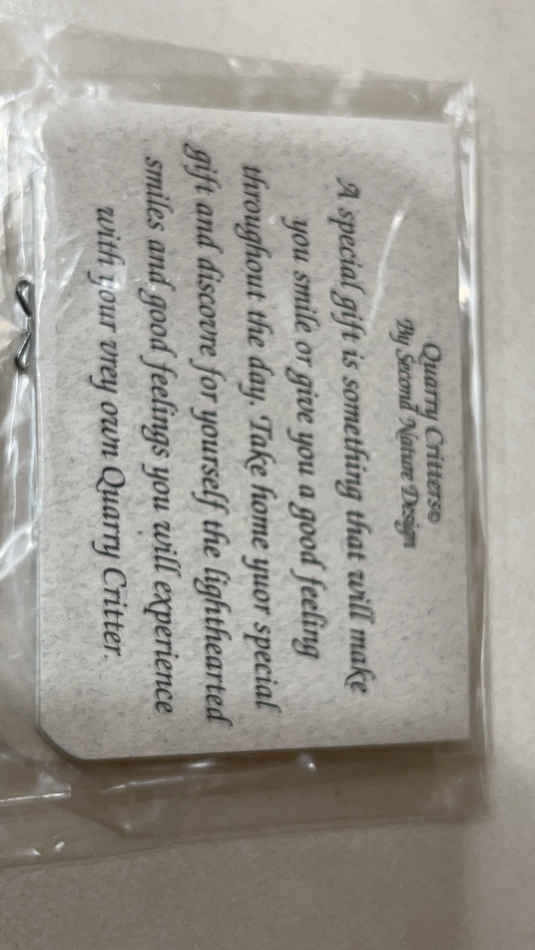 Quarry Critters©
By Second Nature Design
A special gift is something that will make
you smile or give you a good feeling
throughout the day. Take home yuor special
gift and discovre for yourself the lighthearted
smiles and good feelings you will experience
with your vrey own Quarry Critter.